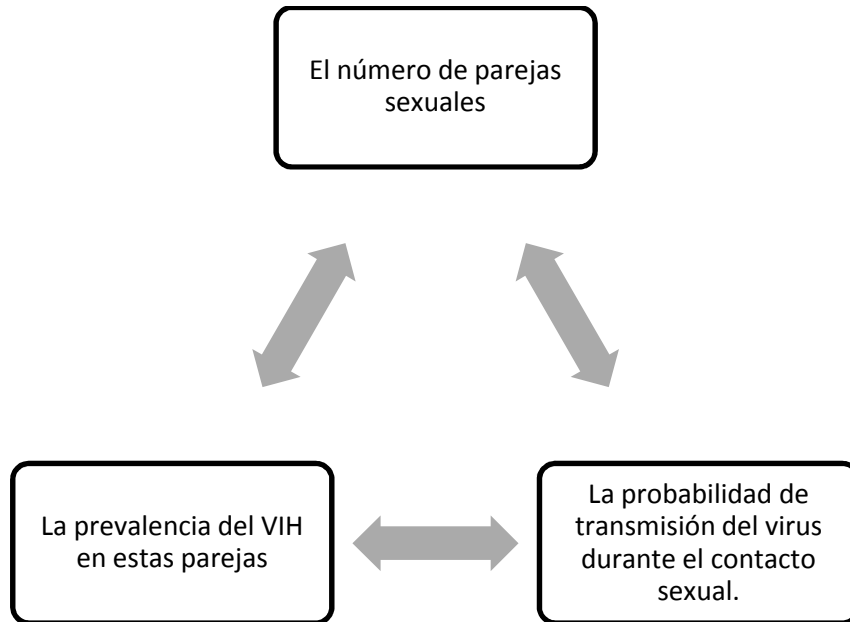 El número de parejas
sexuales
La prevalencia del VIH
en estas parejas
La probabilidad de
transmisión del virus
durante el contacto
sexual.